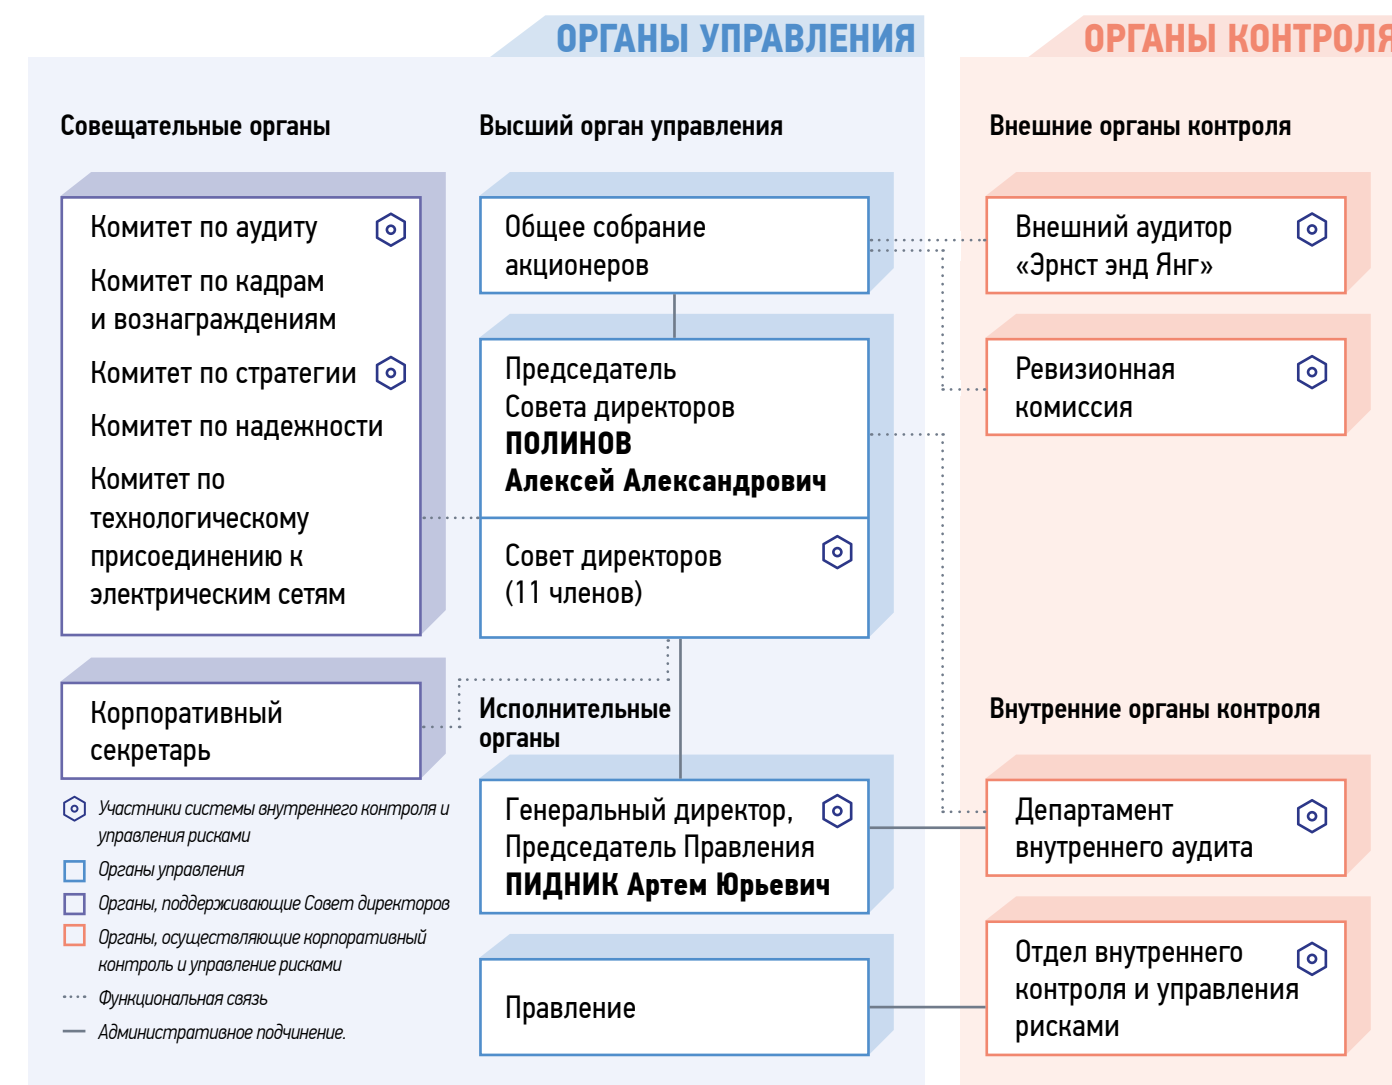 ОРГАНЫ УПРАВЛЕНИЯ
Совещательные органы
Комитет по аудиту
Комитет по кадрам
и вознаграждениям
Комитет по стратегии
Комитет по надежности
Комитет по
технологическому
присоединению к
электрическим сетям
Корпоративный
секретарь
Высший орган управления
Общее собрание
акционеров
Председатель
Совета директоров
ПОЛИНОВ
Алексей Александрович
Совет директоров
(11 членов)
Исполнительные
органы
Генеральный директор,
Председатель Правления
ПИДНИК Артем Юрьевич
Правление
ОРГАНЫ КОНТРОЛЯ
Внешние органы контроля
Внешний аудитор
«Эрнст энд Янг»
Ревизионная
комиссия
Внутренние органы контроля
Департамент
внутреннего аудита
Отдел внутреннего
контроля и управления
рисками
Участники системы внутреннего контроля и
управления рисками
Органы управления
Органы, поддерживающие Совет директоров
Органы, осуществляющие корпоративный
контроль и управление рисками
Функциональная связь
Административное подчинение.